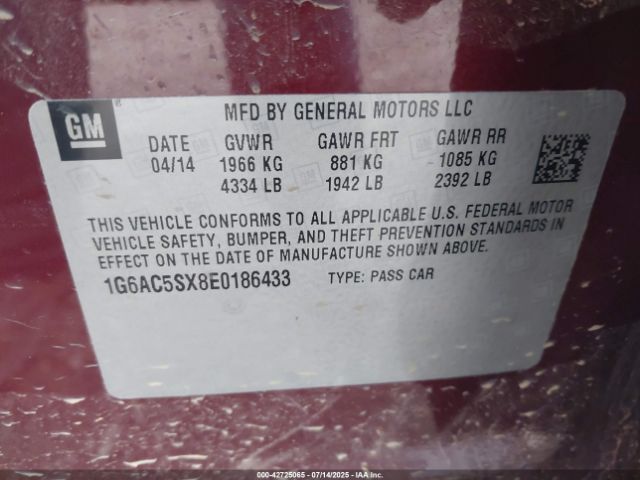 GM
MFD BY GENERAL MOTORS LLC
DATE GVWR GAWR FRT GAWR RR
04/14 1966 KG 881 KG 1085 KG
4334 LB 1942 LB 2392 LB
THIS VEHICLE CONFORMS TO ALL APPLICABLE U.S. FEDERAL MOTOR
VEHICLE SAFETY, BUMPER, AND THEFT PREVENTION STANDARDS IN
EFFECT ON THE DATE OF MANUFACTURE SHOWN ABOVE.
1G6AC5SX8E0186433 TYPE: PASS CAR
000-42725065 - 07/14/2025 - IAAI.COM